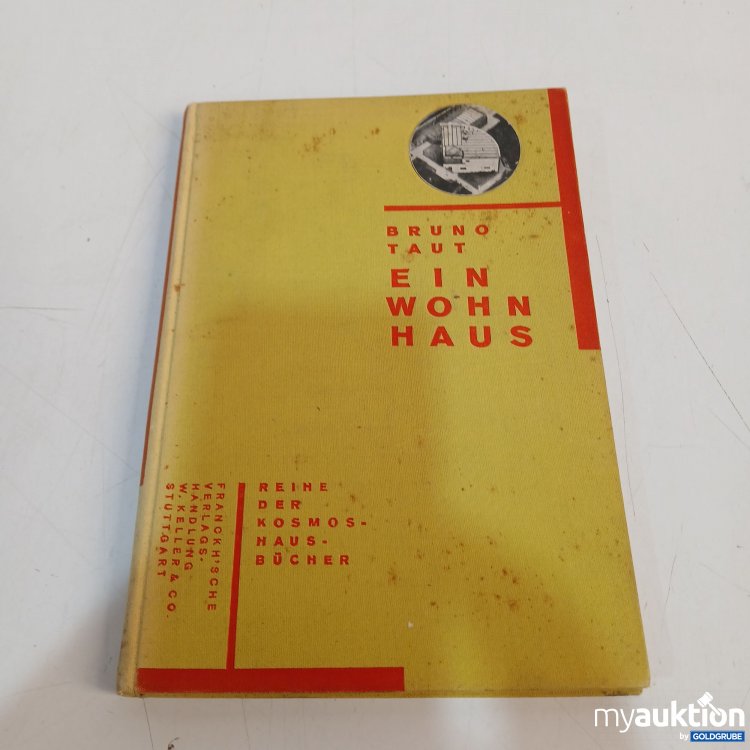 BRUNO
TAUT
EIN
WOHN
HAUS
REIHE
DER
KOSMOS-
HAUS-
BÜCHER
FRANCKH'SCHE
VERLAGS-
HANDLUNG
W. KELLER & CO.
STUTTGART
myauktion
by GOLDGRUBE